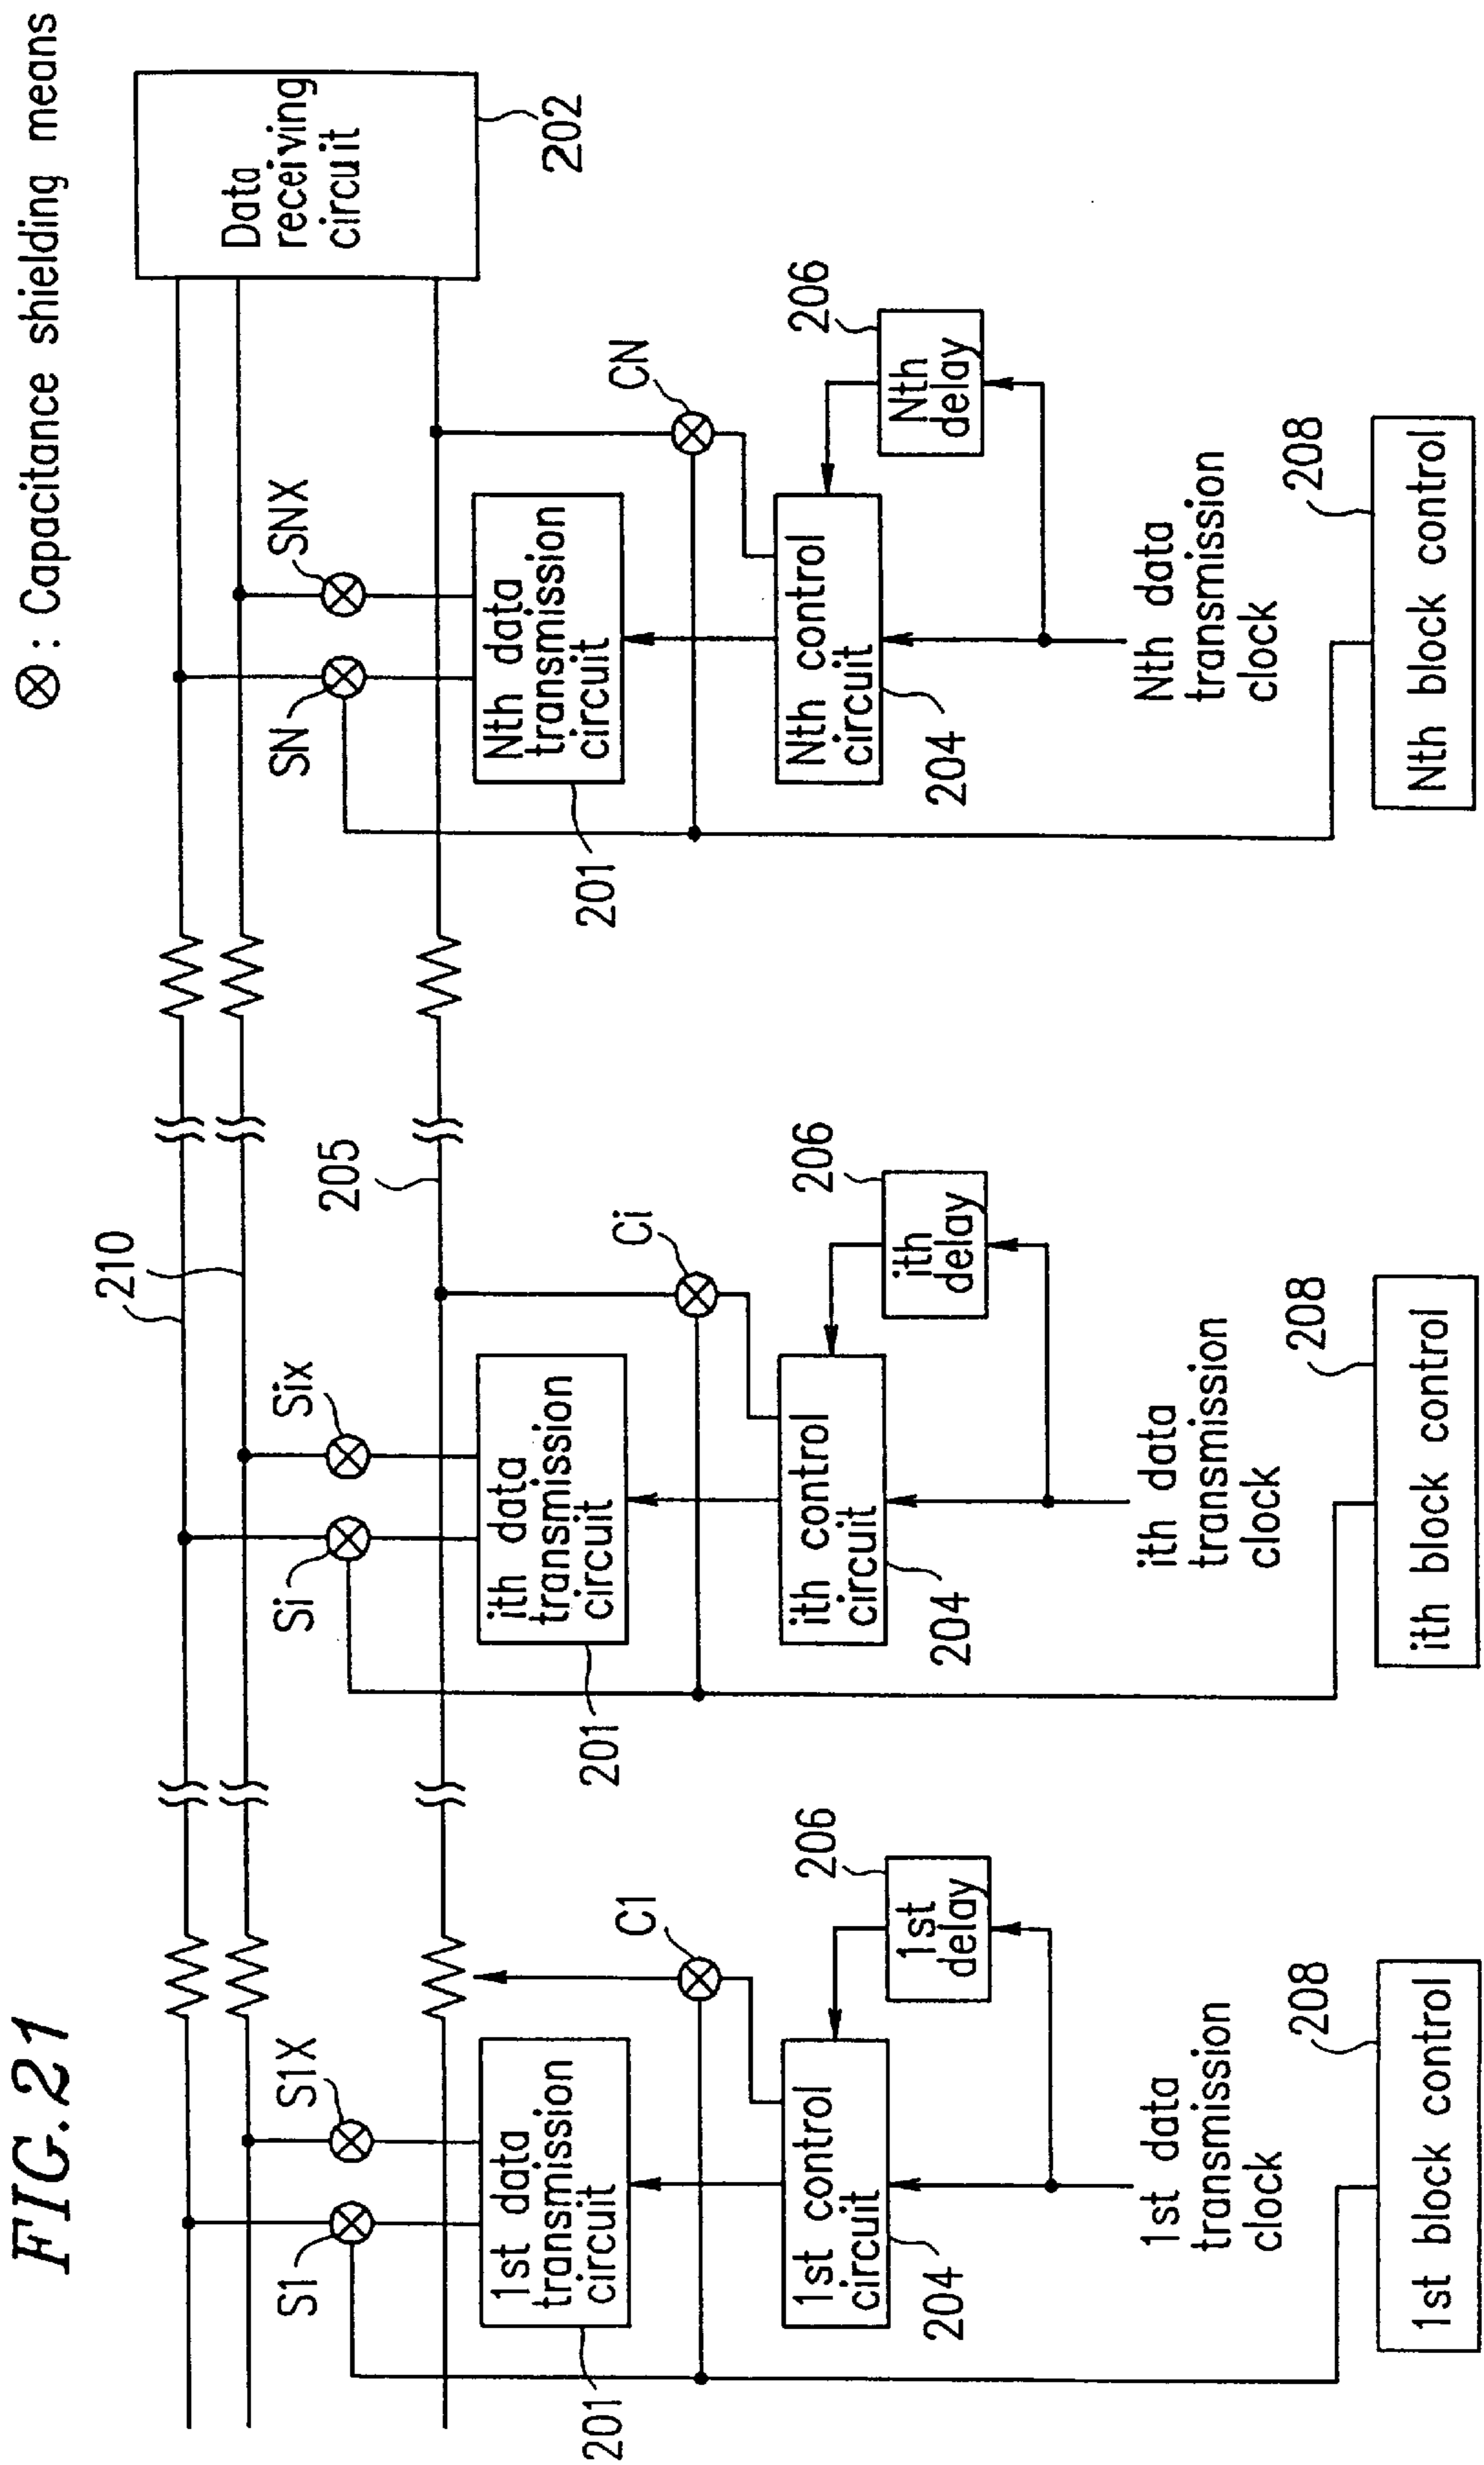 FIG.21
⊗: Capacitance shielding means
210
205
Data
receiving
circuit
202
S1
S1X
C1
Si
Six
Ci
SN
SNX
CN
1st data
transmission
circuit
201
ith data
transmission
circuit
201
Nth data
transmission
circuit
201
1st control
circuit
204
1st
delay
206
ith control
circuit
204
ith
delay
206
Nth control
circuit
204
Nth
delay
206
1st data
transmission
clock
ith data
transmission
clock
Nth data
transmission
clock
1st block control
208
ith block control
208
Nth block control
208